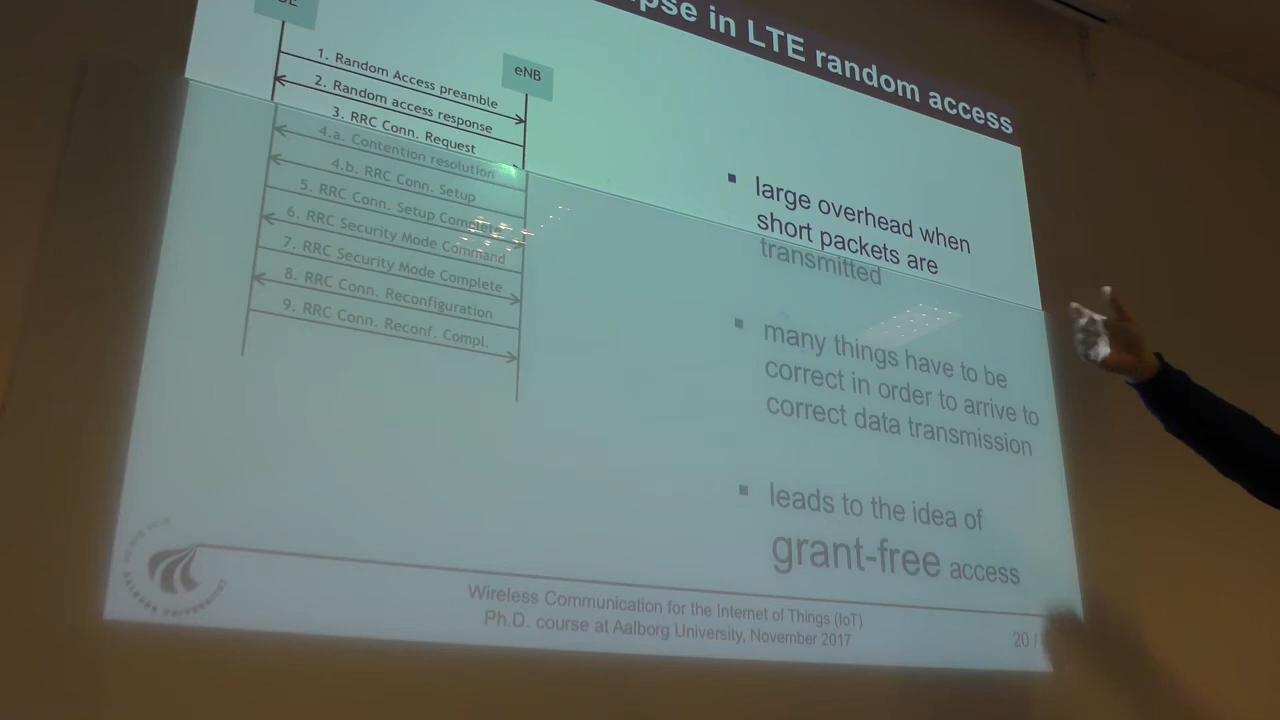 in LTE random access
eNB
1. Random Access preamble
2. Random access response
3. RRC Conn. Request
4.a. Contention resolution
4.b. RRC Conn. Setup
5. RRC Conn. Setup Complete
6. RRC Security Mode Command
7. RRC Security Mode Complete
8. RRC Conn. Reconfiguration
9. RRC Conn. Reconf. Compl.
▪ large overhead when
short packets are
transmitted
▪ many things have to be
correct in order to arrive to
correct data transmission
▪ leads to the idea of
grant-free access
Wireless Communication for the Internet of Things (IoT)
Ph.D. course at Aalborg University, November 2017
20 /